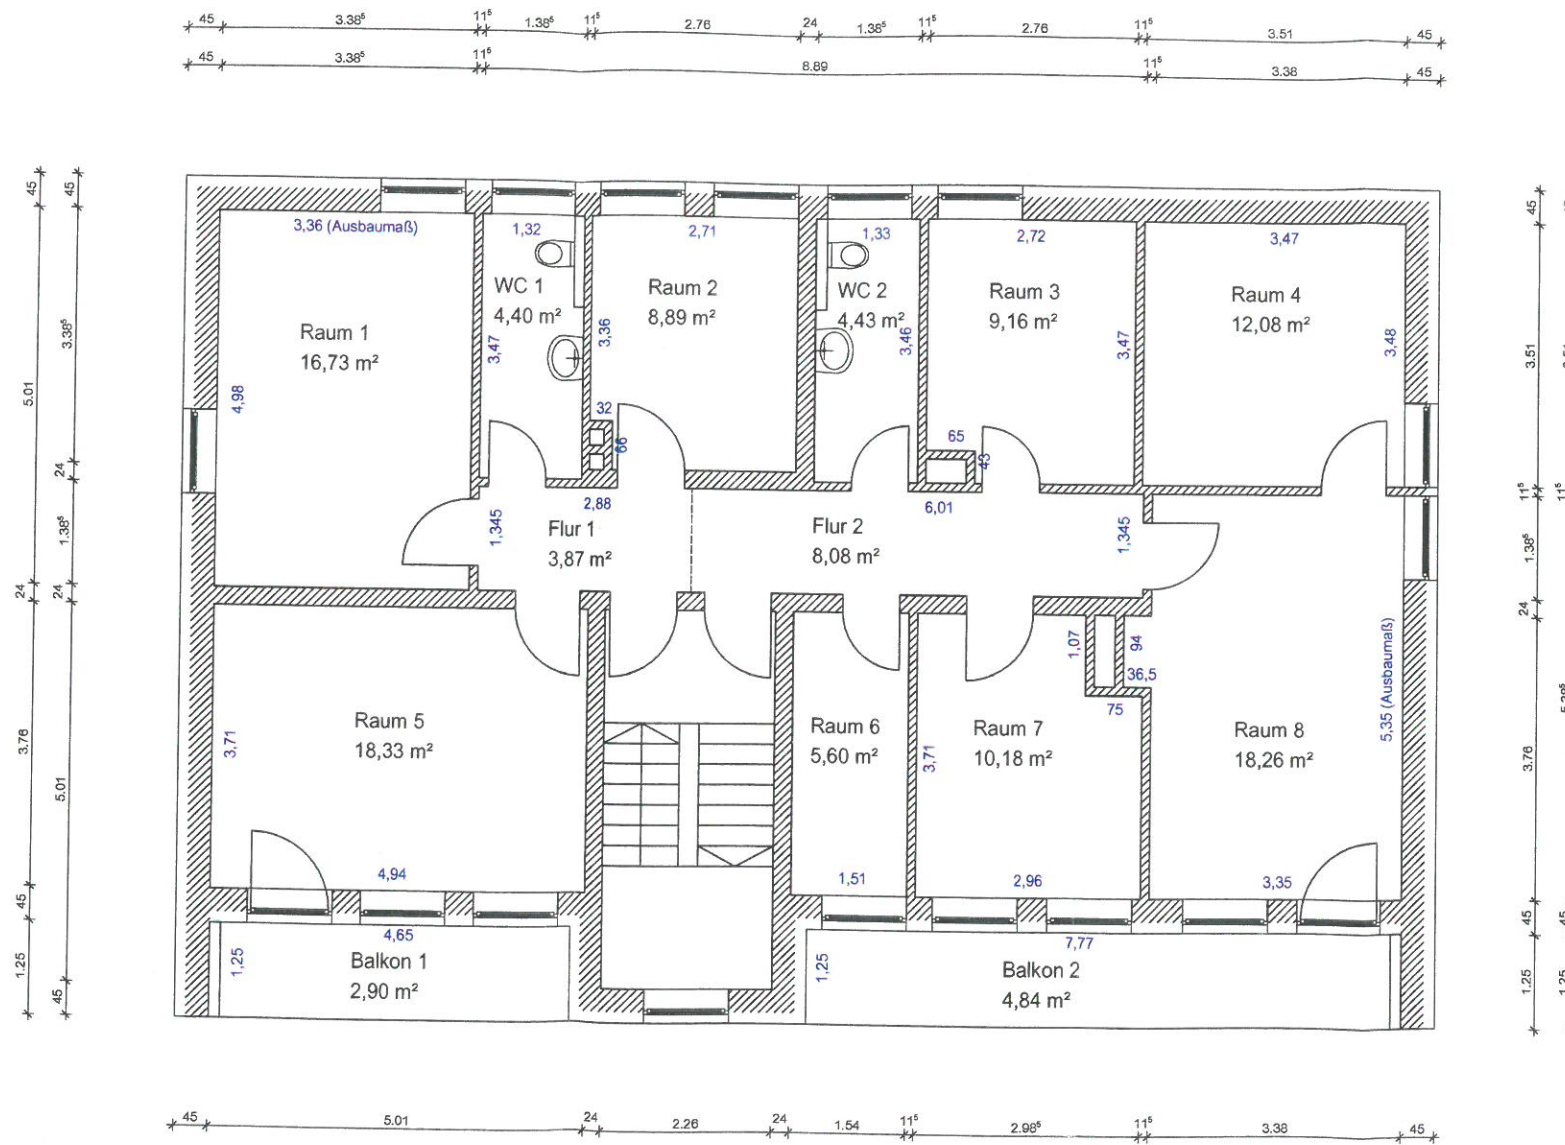 45 3.38⁵ 11⁵ 1.38⁵ 11⁵ 2.76 24 1.38⁵ 11⁵ 2.76 11⁵ 3.51 45
45 3.38⁵ 11⁵ 8.89 11⁵ 3.38 45
45
45
5.01
3.38⁵
24
1.38⁵
24
24
3.76
5.01
45
1.25
45
3,36 (Ausbaumaß)
Raum 1
16,73 m²
4,98
1,32
WC 1
4,40 m²
3,47
2,71
Raum 2
8,89 m²
3,36
32
66
1,33
WC 2
4,43 m²
3,46
2,72
Raum 3
9,16 m²
3,47
65
43
3,47
Raum 4
12,08 m²
3,48
2,88
1,345
Flur 1
3,87 m²
6,01
Flur 2
8,08 m²
1,345
Raum 5
18,33 m²
3,71
4,94
Raum 6
5,60 m²
1,51
Raum 7
10,18 m²
3,71
1,07
94
36,5
75
2,96
Raum 8
18,26 m²
5,35 (Ausbaumaß)
3,35
4,65
1,25
Balkon 1
2,90 m²
7,77
1,25
Balkon 2
4,84 m²
45
3.51
11⁵
11⁵
1.38⁵
24
3.76
45
45
1.25
1.25
45 5.01 24 2.26 24 1.54 11⁵ 2.98⁵ 11⁵ 3.38 45